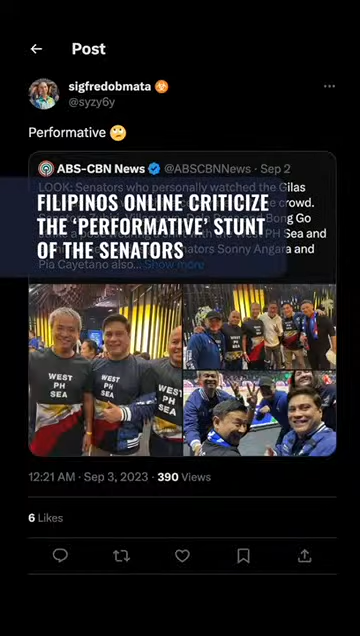 Post
sigfredobmata
@syzy6y
Performative
ABS-CBN News @ABSCBNNews · Sep 2
LOOK: Senators who personally watched the Gilas
crowd.
FILIPINOS ONLINE CRITICIZE
THE ‘PERFORMATIVE’ STUNT
OF THE SENATORS
Bong Go
PH Sea and
Senators Sonny Angara and
Pia Cayetano also... Show more
WEST
PH
SEA
WEST
PH
SEA
WEST
PH
SEA
12:21 AM · Sep 3, 2023 · 390 Views
6 Likes